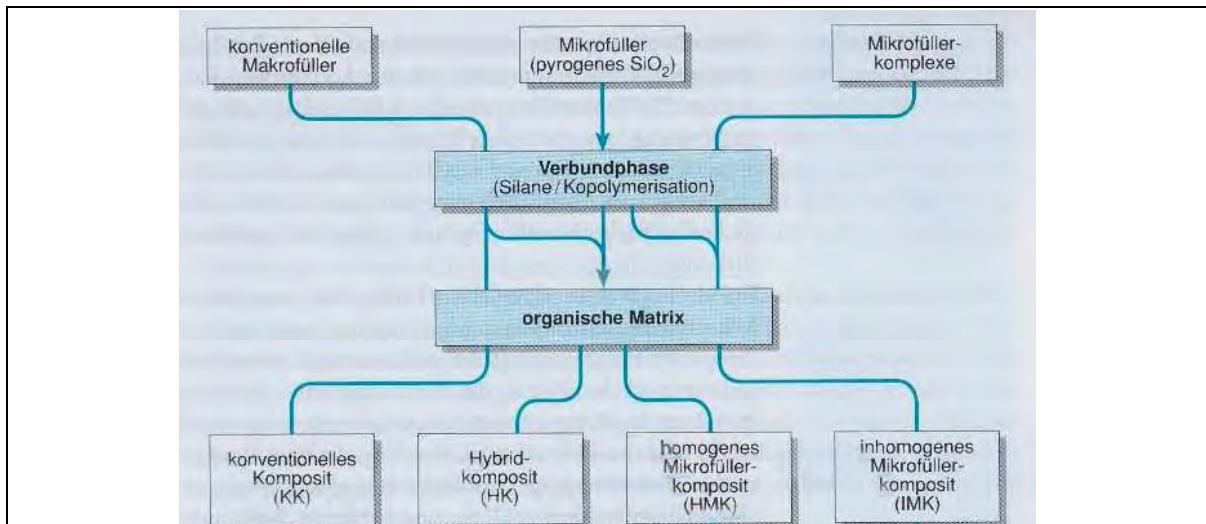 konventionelle
Makrofüller
Mikrofüller
(pyrogenes SiO₂)
Mikrofüller-
komplexe
Verbundphase
(Silane/Kopolymerisation)
organische Matrix
konventionelles
Komposit
(KK)
Hybrid-
komposit
(HK)
homogenes
Mikrofüller-
komposit
(HMK)
inhomogenes
Mikrofüller-
komposit
(IMK)